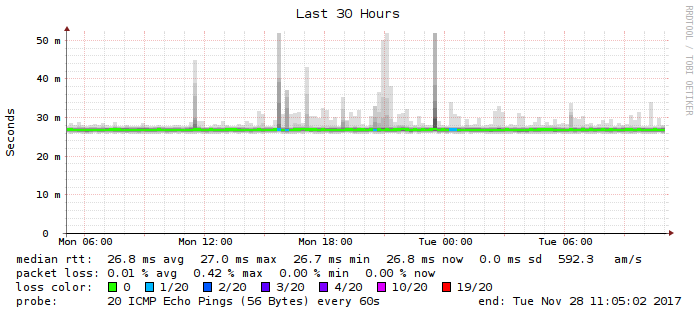 Last 30 Hours
RRDTOOL / TOBI OETIKER
Seconds
50 m
40 m
30 m
20 m
10 m
0
Mon 06:00 Mon 12:00 Mon 18:00 Tue 00:00 Tue 06:00
median rtt: 26.8 ms avg 27.0 ms max 26.7 ms min 26.8 ms now 0.0 ms sd 592.3 am/s
packet loss: 0.01 % avg 0.42 % max 0.00 % min 0.00 % now
loss color: 0 1/20 2/20 3/20 4/20 10/20 19/20
probe: 20 ICMP Echo Pings (56 Bytes) every 60s end: Tue Nov 28 11:05:02 2017